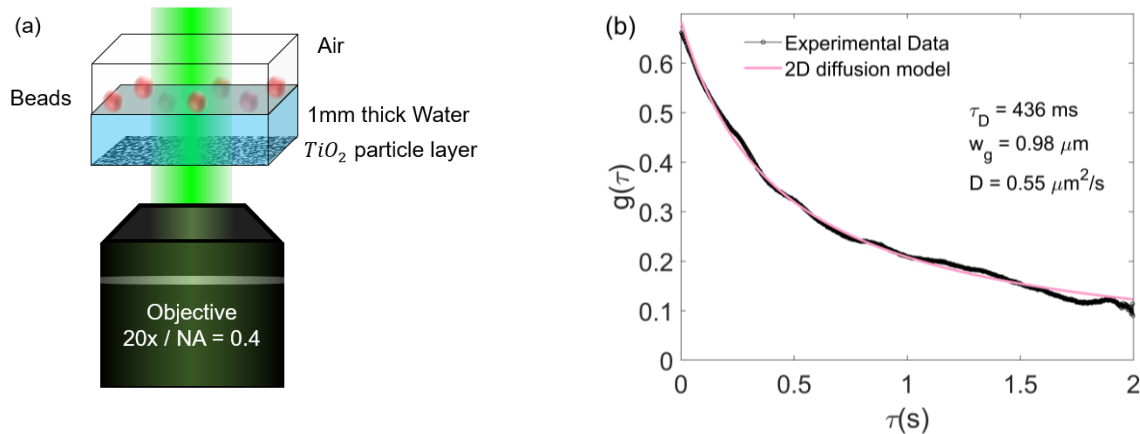 (a)
Air
Beads
1mm thick Water
TiO₂ particle layer
Objective
20x / NA = 0.4
(b)
Experimental Data
2D diffusion model
τ_D = 436 ms
w_g = 0.98 μm
D = 0.55 μm²/s
g(τ)
0.6
0.5
0.4
0.3
0.2
0.1
0
0 0.5 1 1.5 2
τ(s)